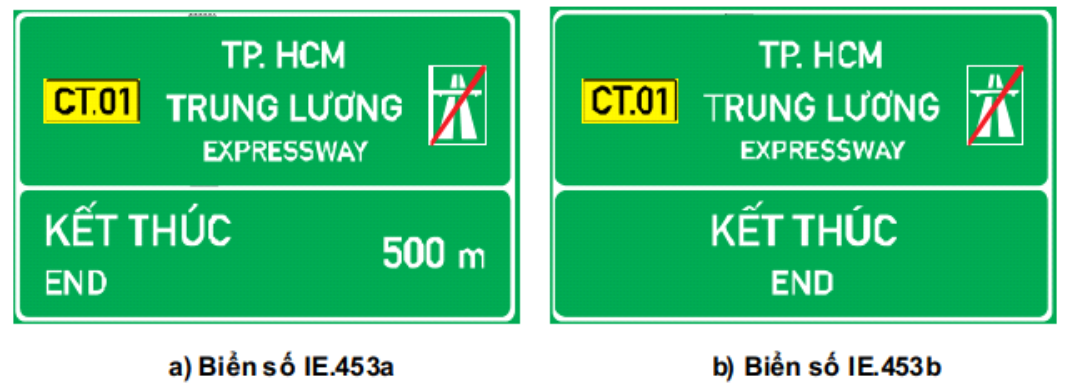 TP. HCM
CT.01
TRUNG LƯƠNG
EXPRESSWAY
KẾT THÚC
500 m
END
a) Biển số IE.453a
TP. HCM
CT.01
TRUNG LƯƠNG
EXPRESSWAY
KẾT THÚC
END
b) Biển số IE.453b